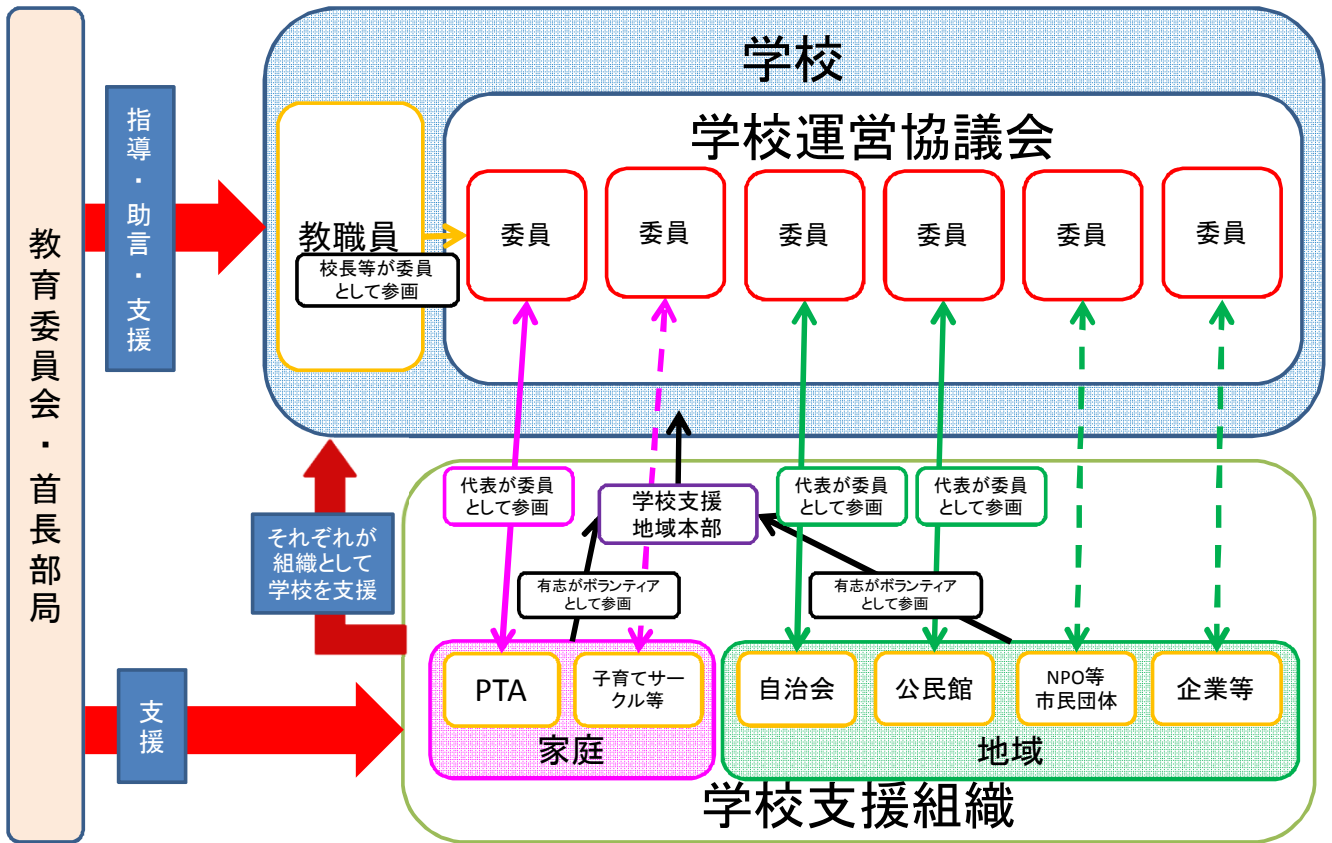 教育委員会・首長部局
指導・助言・支援
支援
学校
学校運営協議会
教職員
校長等が委員
として参画
委員
委員
委員
委員
委員
委員
それぞれが
組織として
学校を支援
代表が委員
として参画
学校支援
地域本部
代表が委員
として参画
代表が委員
として参画
有志がボランティア
として参画
有志がボランティア
として参画
PTA
子育てサー
クル等
家庭
自治会
公民館
NPO等
市民団体
企業等
地域
学校支援組織